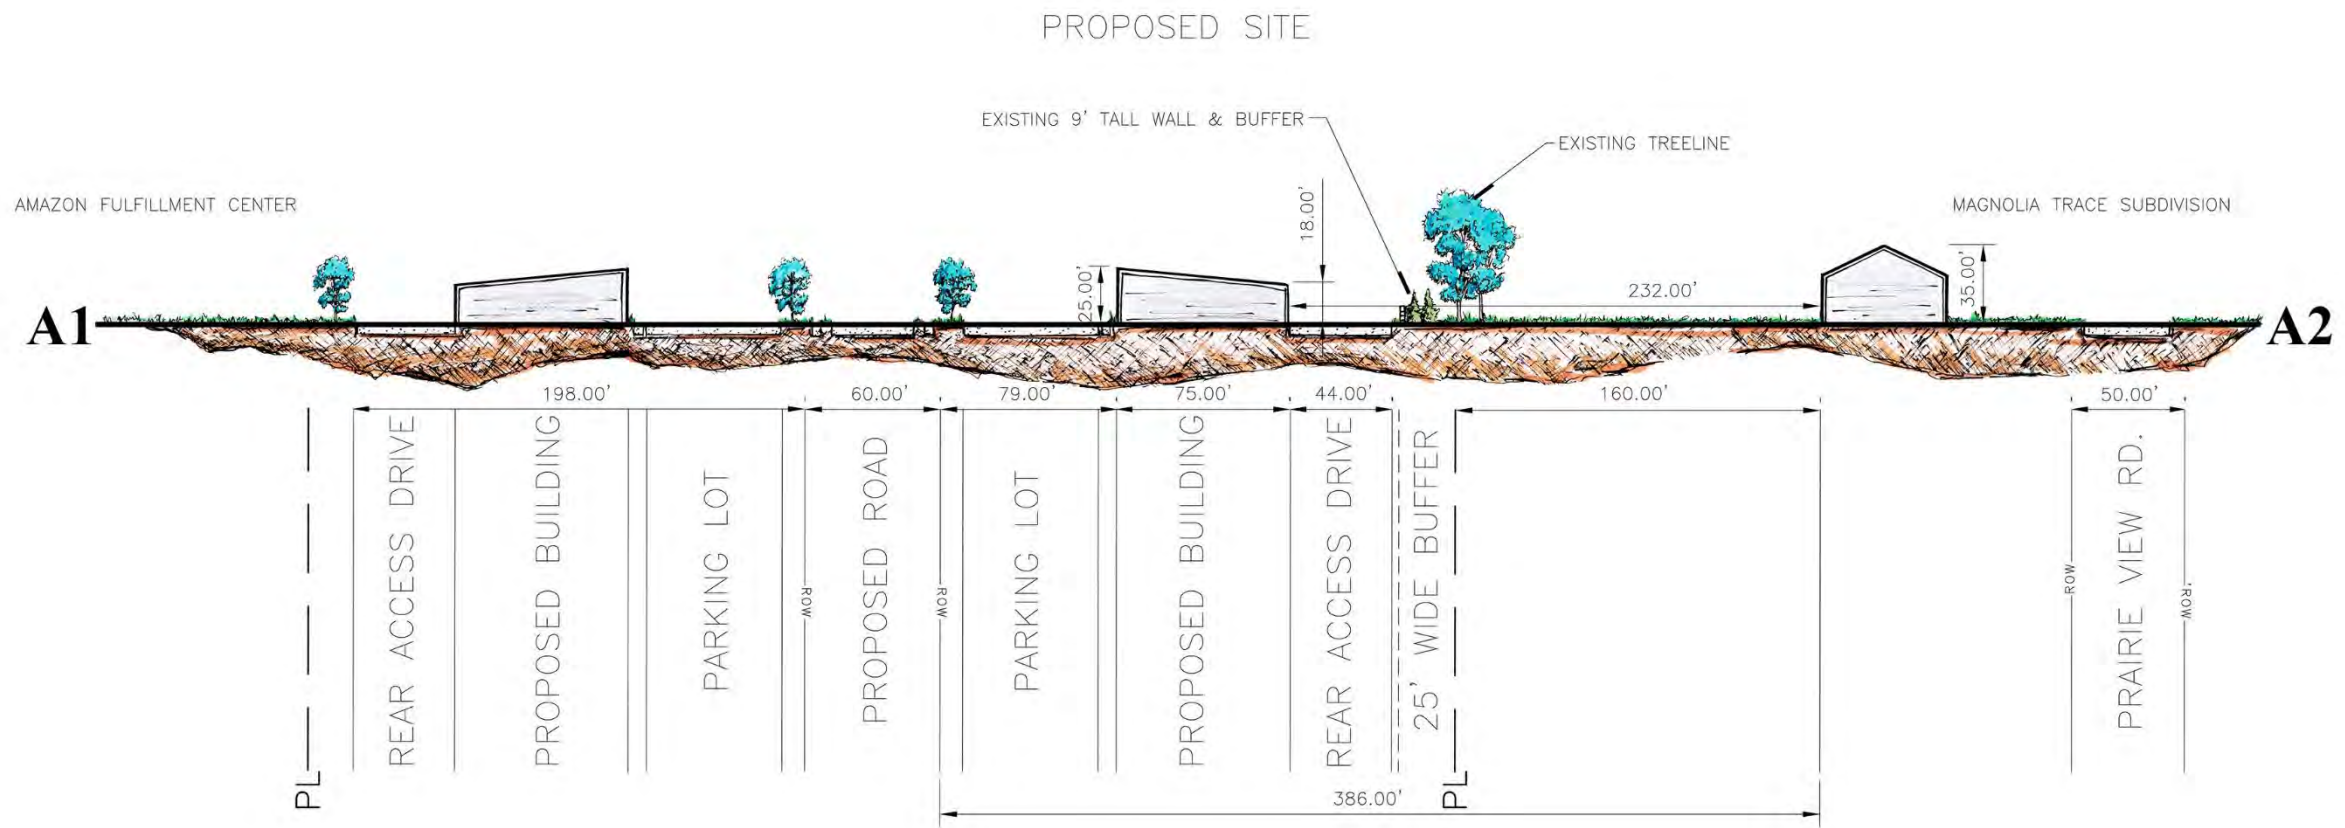 PROPOSED SITE
EXISTING 9' TALL WALL & BUFFER
EXISTING TREELINE
AMAZON FULFILLMENT CENTER
MAGNOLIA TRACE SUBDIVISION
18.00'
25.00'
232.00'
35.00'
A1
A2
198.00'
60.00'
79.00'
75.00'
44.00'
160.00'
50.00'
REAR ACCESS DRIVE
PROPOSED BUILDING
PARKING LOT
ROW
PROPOSED ROAD
ROW
PARKING LOT
PROPOSED BUILDING
REAR ACCESS DRIVE
25' WIDE BUFFER
ROW
PRAIRIE VIEW RD.
ROW
PL
PL
386.00'